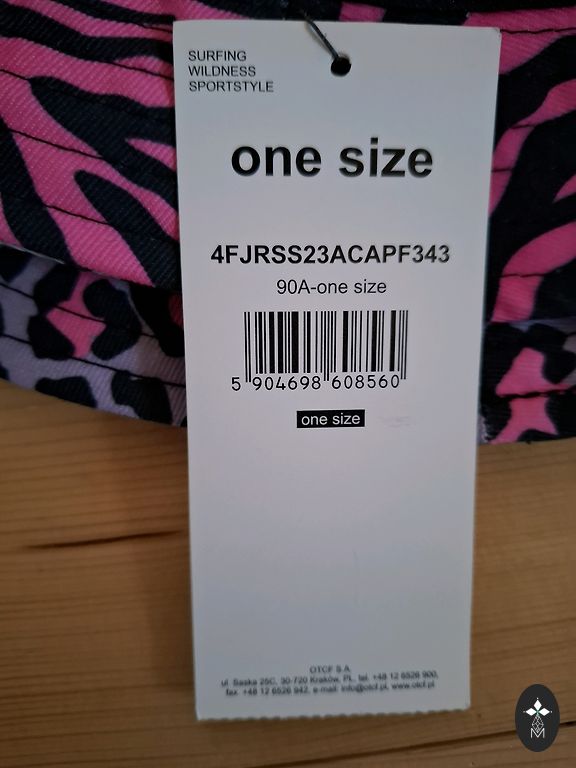 SURFING
WILDNESS
SPORTSTYLE
one size
4FJRSS23ACAPF343
90A-one size
5 904698 608560
one size
OTCF S.A.
ul. Saska 25C, 30-720 Kraków, PL, tel. +48 12 6526 900,
fax. +48 12 6526 942, e-mail: info@otcf.pl, www.otcf.pl
M